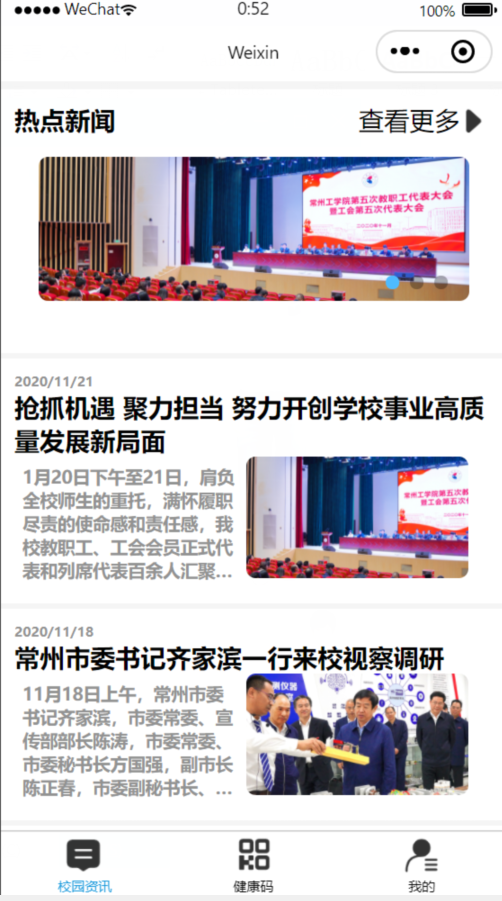 WeChat
0:52
100%
Weixin
热点新闻
查看更多
常州工学院第五次教职工代表大会
暨工会第五次代表大会
2020/11/21
抢抓机遇 聚力担当 努力开创学校事业高质
量发展新局面
1月20日下午至21日，肩负
全校师生的重托，满怀履职
尽责的使命感和责任感，我
校教职工、工会会员正式代
表和列席代表百余人汇聚...
常州工学院第五次教
暨工会第五次
2020/11/18
常州市委书记齐家滨一行来校视察调研
11月18日上午，常州市委
书记齐家滨，市委常委、宣
传部部长陈涛，市委常委、
市委秘书长方国强，副市长
陈正春，市委副秘书长、...
校园资讯
健康码
我的